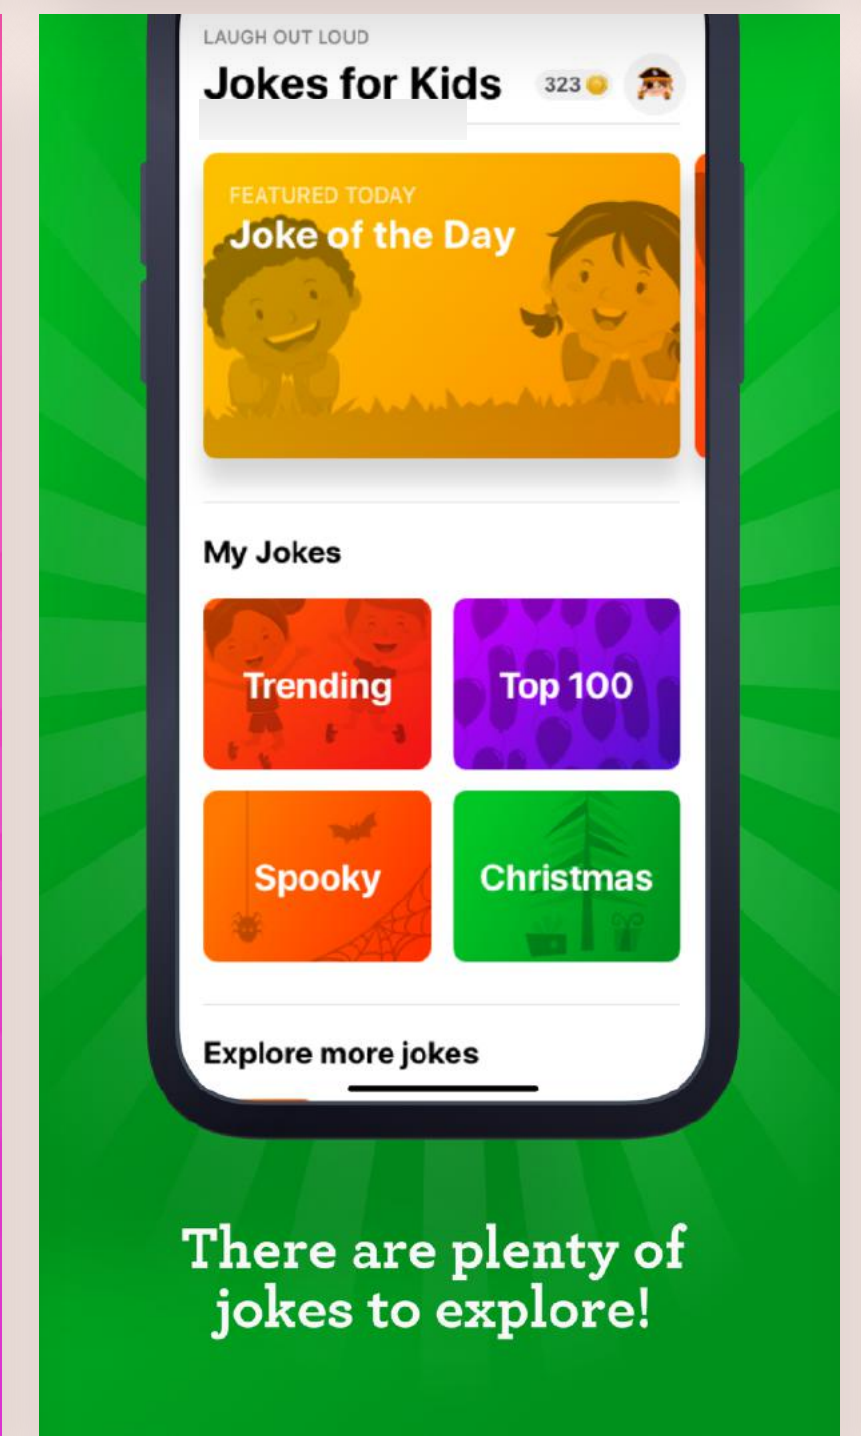 LAUGH OUT LOUD
Jokes for Kids
323
FEATURED TODAY
Joke of the Day
My Jokes
Trending
Top 100
Spooky
Christmas
Explore more jokes
There are plenty of
jokes to explore!